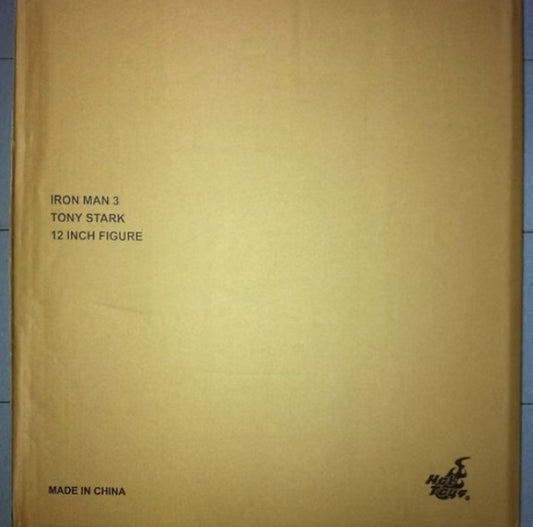 IRON MAN 3
TONY STARK
12 INCH FIGURE
MADE IN CHINA
Hot
Toys